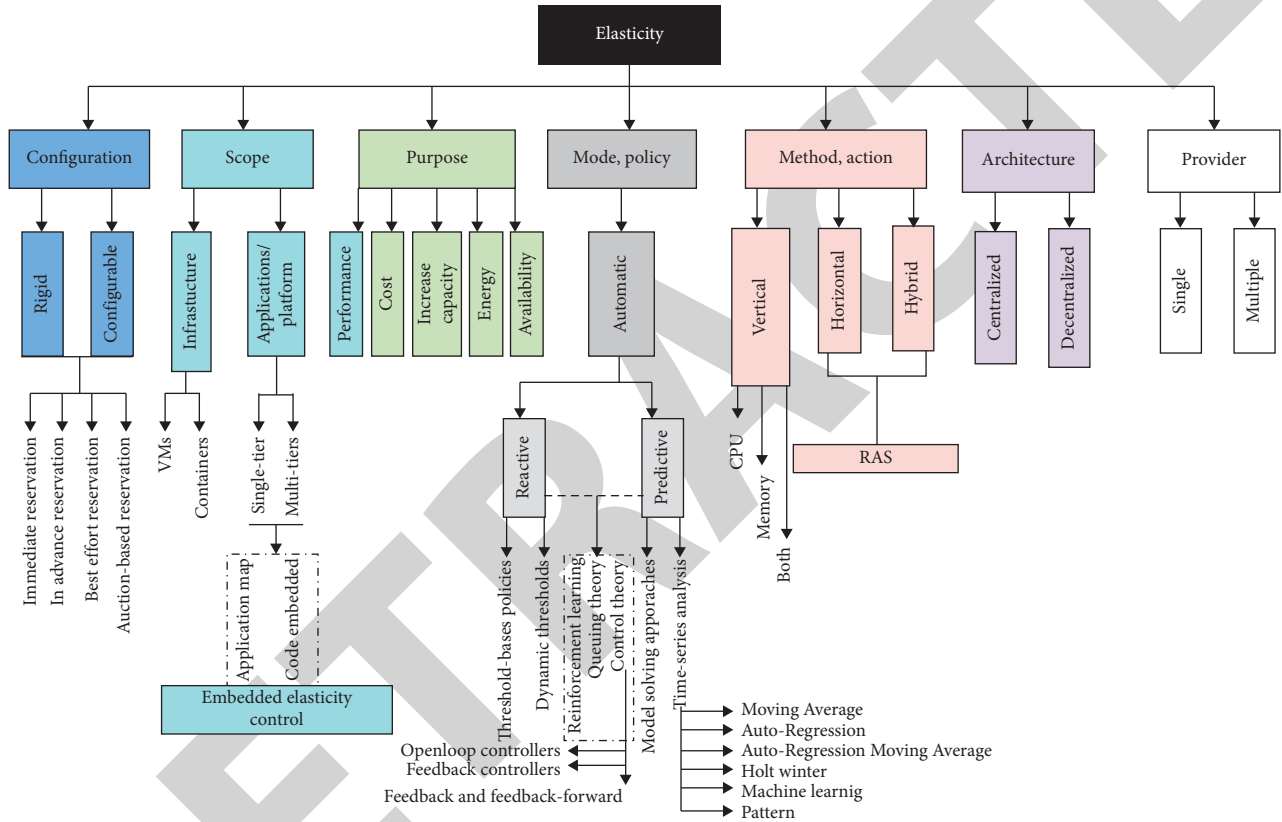 Elasticity
Configuration
Scope
Purpose
Mode, policy
Method, action
Architecture
Provider
Rigid
Configurable
Infrastucture
Applications/
platform
Performance
Cost
Increase
capacity
Energy
Availability
Automatic
Vertical
Horizontal
Hybrid
Centralized
Decentralized
Single
Multiple
Immediate reservation
In advance reservation
Best effort reservation
Auction-based reservation
VMs
Containers
Single-tier
Multi-tiers
Reactive
Predictive
CPU
Memory
Both
RAS
Application map
Code embedded
Embedded elasticity
control
Threshold-bases policies
Dynamic thresholds
Reinforcement learning
Queuing theory
Control theory
Model solving apporaches
Time-series analysis
Openloop controllers
Feedback controllers
Feedback and feedback-forward
Moving Average
Auto-Regression
Auto-Regression Moving Average
Holt winter
Machine learnig
Pattern
ETRACTE